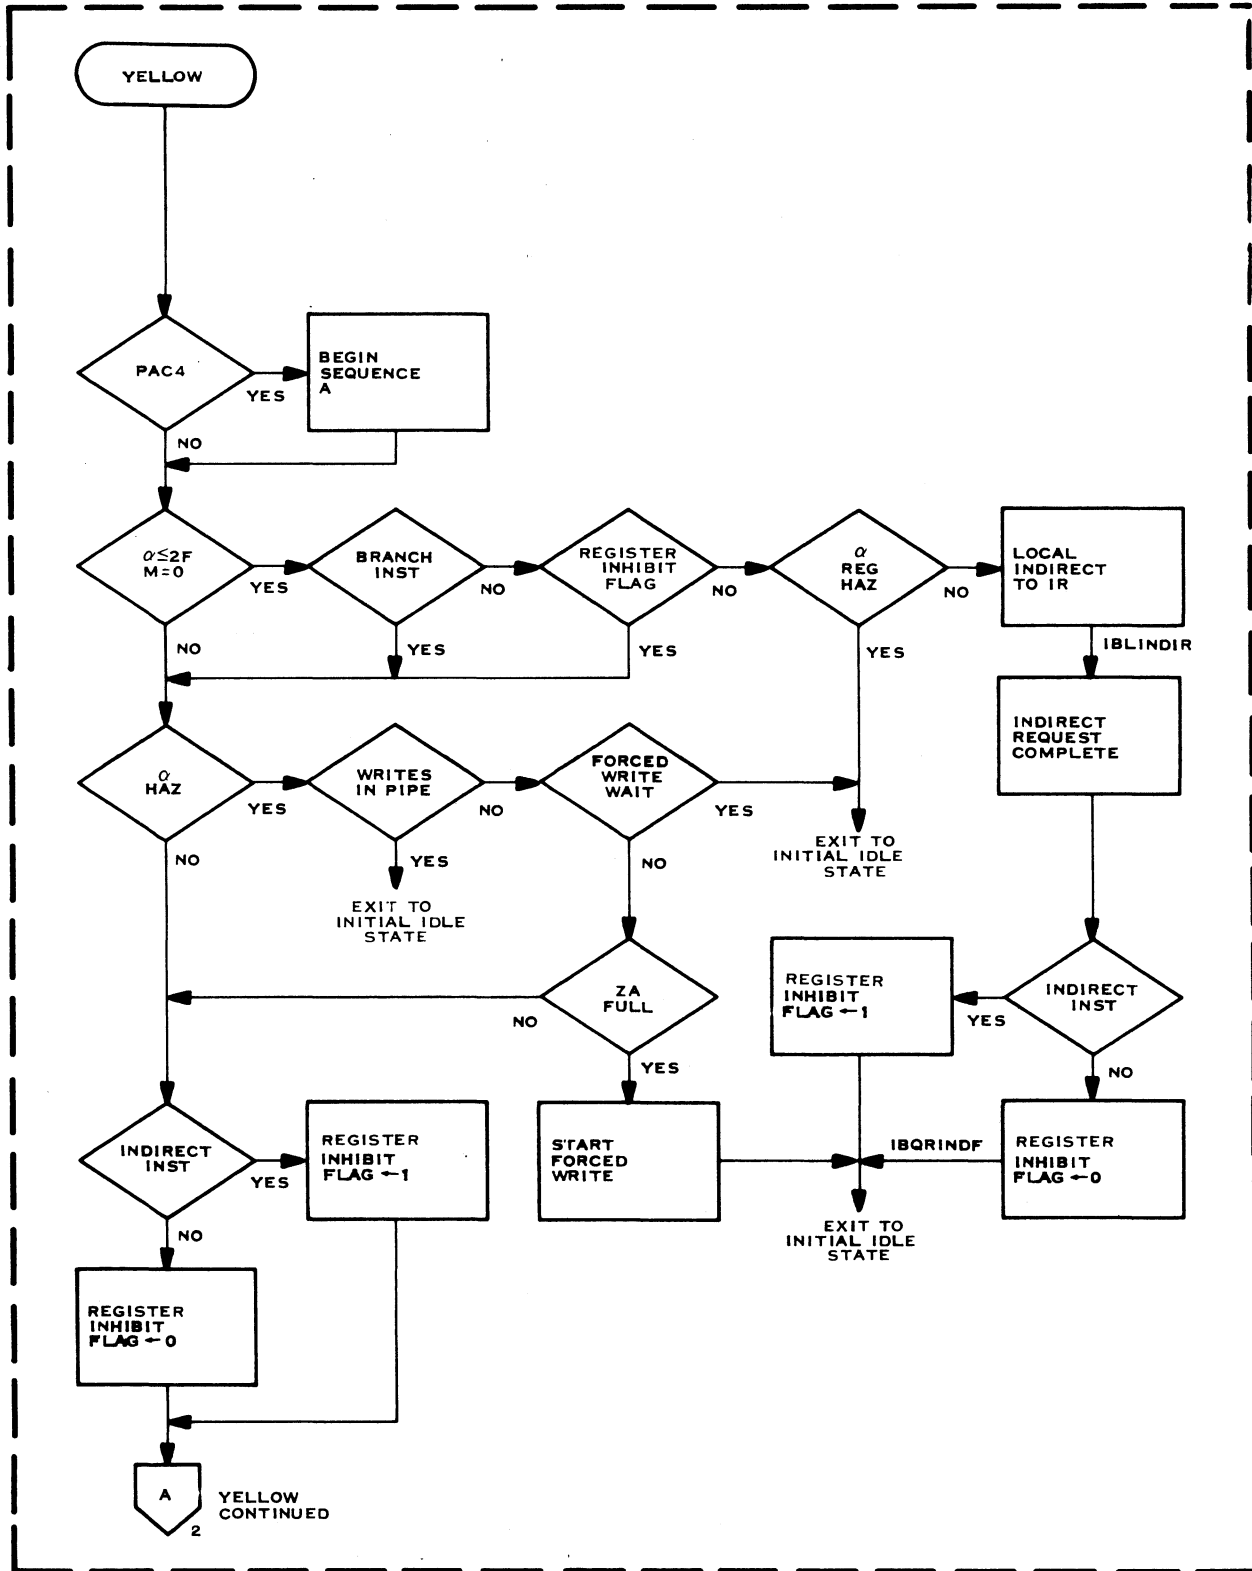 YELLOW
PAC4
YES
BEGIN
SEQUENCE
A
NO
α≤2F
M=0
YES
BRANCH
INST
NO
REGISTER
INHIBIT
FLAG
NO
α
REG
HAZ
NO
LOCAL
INDIRECT
TO IR
NO
YES
YES
YES
IBLINDIR
α
HAZ
YES
WRITES
IN PIPE
NO
FORCED
WRITE
WAIT
YES
INDIRECT
REQUEST
COMPLETE
NO
YES
NO
EXIT TO
INITIAL IDLE
STATE
EXIT TO
INITIAL IDLE
STATE
ZA
FULL
NO
YES
REGISTER
INHIBIT
FLAG ←1
YES
INDIRECT
INST
NO
INDIRECT
INST
YES
REGISTER
INHIBIT
FLAG ←1
START
FORCED
WRITE
IBQRINDF
REGISTER
INHIBIT
FLAG ←0
NO
EXIT TO
INITIAL IDLE
STATE
REGISTER
INHIBIT
FLAG ←0
A
2
YELLOW
CONTINUED